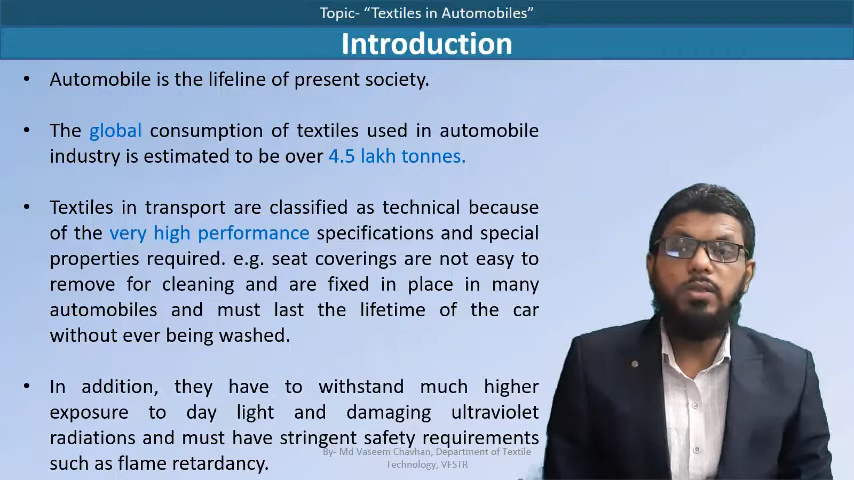 Topic- “Textiles in Automobiles”
Introduction
• Automobile is the lifeline of present society.
• The global consumption of textiles used in automobile
industry is estimated to be over 4.5 lakh tonnes.
• Textiles in transport are classified as technical because
of the very high performance specifications and special
properties required. e.g. seat coverings are not easy to
remove for cleaning and are fixed in place in many
automobiles and must last the lifetime of the car
without ever being washed.
• In addition, they have to withstand much higher
exposure to day light and damaging ultraviolet
radiations and must have stringent safety requirements
such as flame retardancy.
By- Md Vaseem Chavhan, Department of Textile
Technology, VFSTR